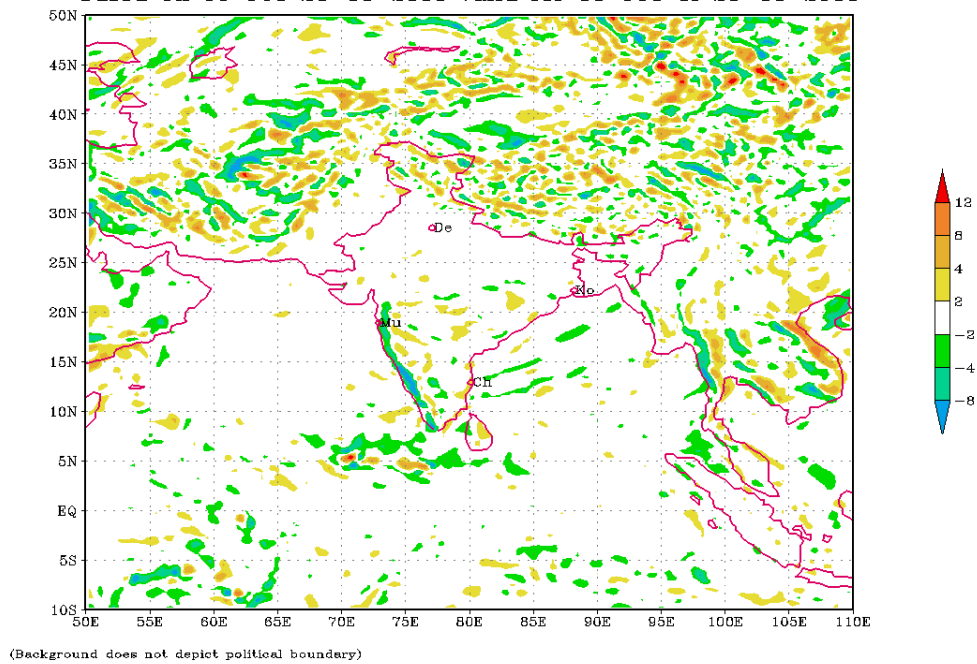 50N
45N
40N
35N
30N
25N
20N
15N
10N
5N
EQ
5S
10S
De
Ko
Mu
Ch
12
8
4
2
−2
−4
−8
50E 55E 60E 65E 70E 75E 80E 85E 90E 95E 100E 105E 110E
(Background does not depict political boundary)